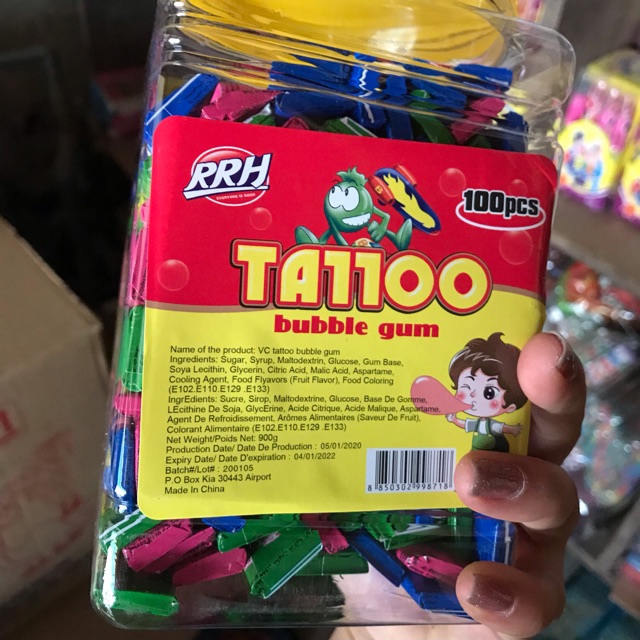 RRH
EVERYONE IS HAPPY
100pcs
TATTOO
bubble gum
Name of the product: VC tattoo bubble gum
Ingredients: Sugar, Syrup, Maltodextrin, Glucose, Gum Base,
Soya Lecithin, Glycerin, Citric Acid, Malic Acid, Aspartame,
Cooling Agent, Food Flyavors (Fruit Flavor), Food Coloring
(E102.E110.E129 .E133)
IngrEdients: Sucre, Sirop, Maltodextrine, Glucose, Base De Gomme,
LEcithine De Soja, GlycErine, Acide Citrique, Acide Malique, Aspartame,
Agent De Refroidissement, Arômes Alimentaires (Saveur De Fruit),
Colorant Alimentaire (E102.E110.E129 .E133)
Net Weight/Poids Net: 900g
Production Date/ Date De Production : 05/01/2020
Expiry Date/ Date D'expiration : 04/01/2022
Batch#/Lot# : 200105
P.O Box Kia 30443 Airport
Made In China
8 850302 998718